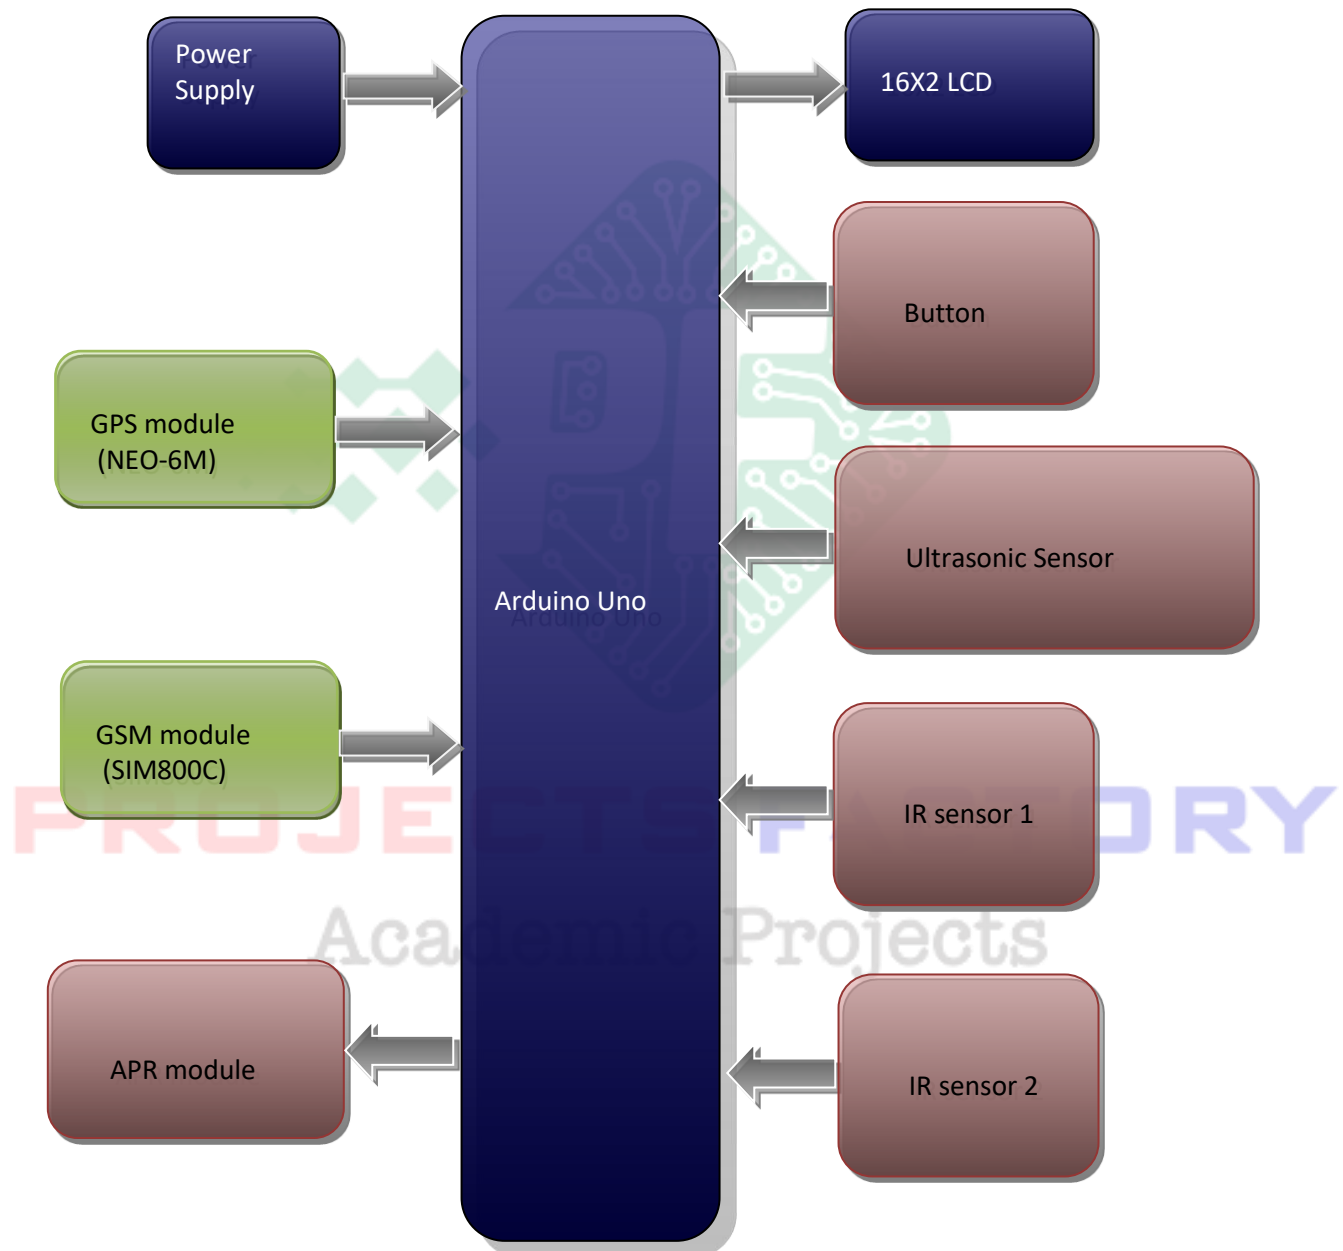 Power
Supply
16X2 LCD
Button
GPS module
(NEO-6M)
Ultrasonic Sensor
Arduino Uno
GSM module
(SIM800C)
IR sensor 1
PROJECTS FACTORY
Academic Projects
APR module
IR sensor 2